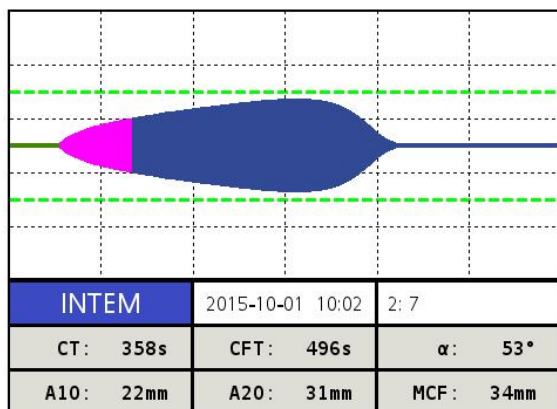 INTEM 2015-10-01 10:02 2: 7
CT: 358s CFT: 496s α: 53°
A10: 22mm A20: 31mm MCF: 34mm